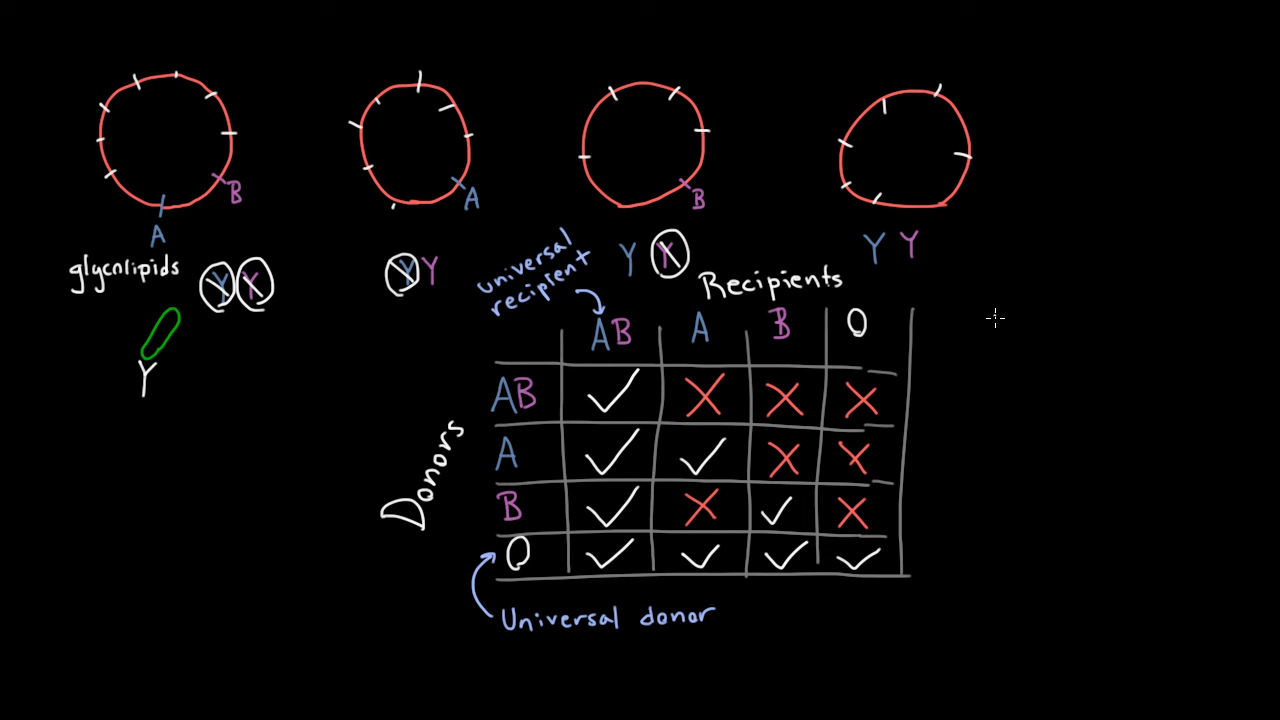 B
A
A
B
glycolipids
Y Y
Y Y
Y Y
Y Y
Y
universal
recipient
Recipients
AB A B O
Donors
AB
A
B
O
Universal donor